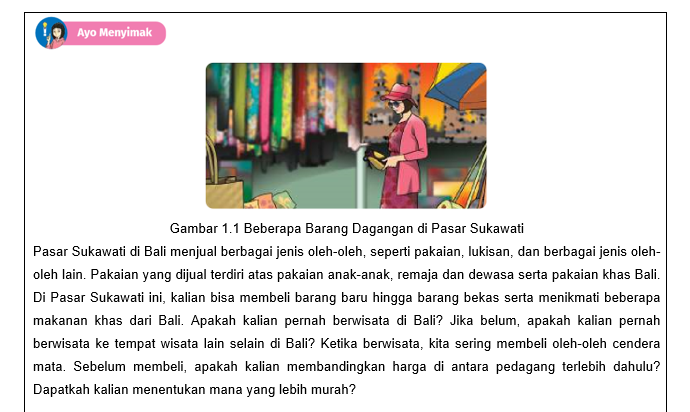 Ayo Menyimak
Gambar 1.1 Beberapa Barang Dagangan di Pasar Sukawati
Pasar Sukawati di Bali menjual berbagai jenis oleh-oleh, seperti pakaian, lukisan, dan berbagai jenis oleh-
oleh lain. Pakaian yang dijual terdiri atas pakaian anak-anak, remaja dan dewasa serta pakaian khas Bali.
Di Pasar Sukawati ini, kalian bisa membeli barang baru hingga barang bekas serta menikmati beberapa
makanan khas dari Bali. Apakah kalian pernah berwisata di Bali? Jika belum, apakah kalian pernah
berwisata ke tempat wisata lain selain di Bali? Ketika berwisata, kita sering membeli oleh-oleh cendera
mata. Sebelum membeli, apakah kalian membandingkan harga di antara pedagang terlebih dahulu?
Dapatkah kalian menentukan mana yang lebih murah?